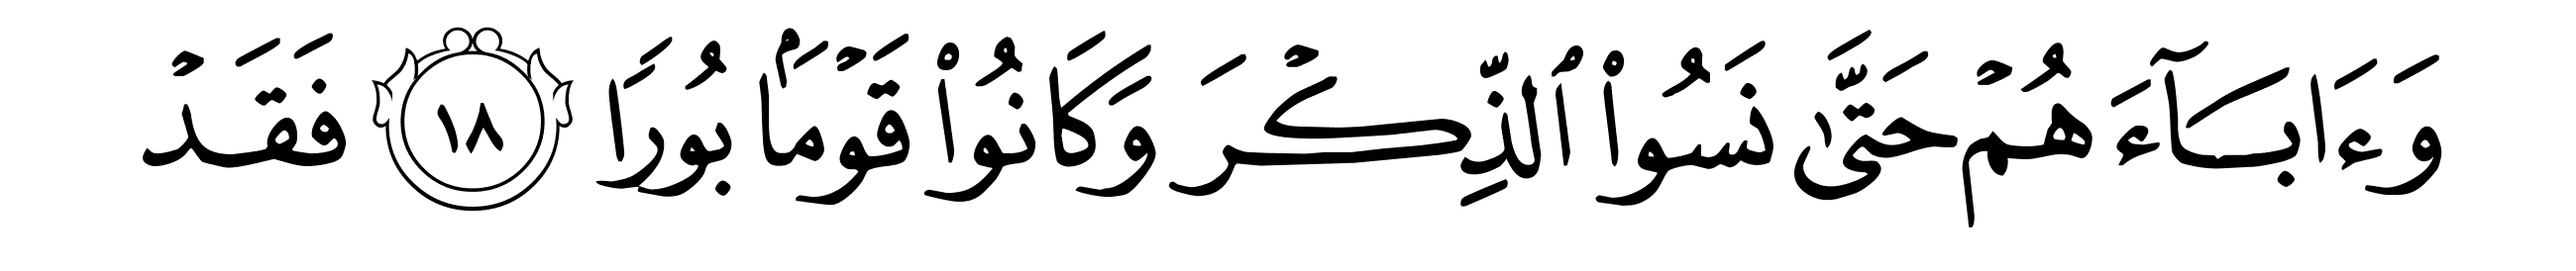 وَءَابَآءَهُمۡ حَتَّىٰ نَسُواْ ٱلذِّكۡرَ وَكَانُواْ قَوۡمَۢا بُورٗا ١٨ فَقَدۡ